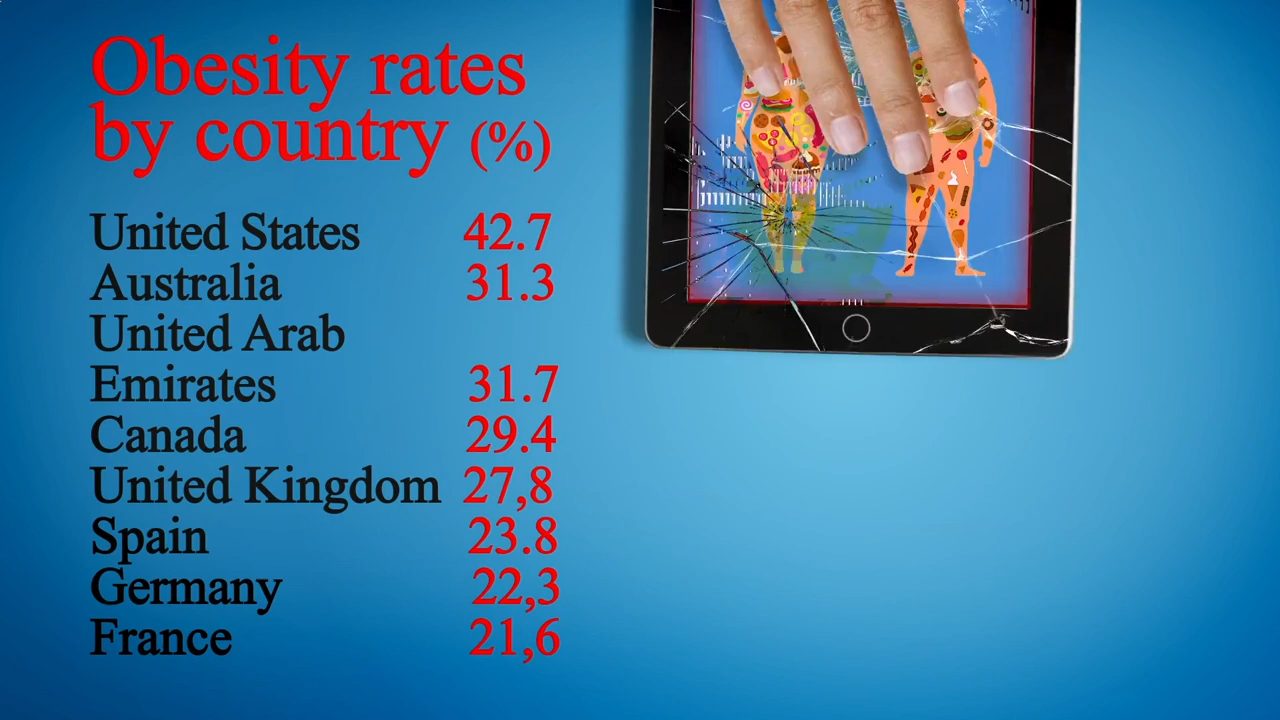 Obesity rates
by country (%)
United States 42.7
Australia 31.3
United Arab
Emirates 31.7
Canada 29.4
United Kingdom 27,8
Spain 23.8
Germany 22,3
France 21,6